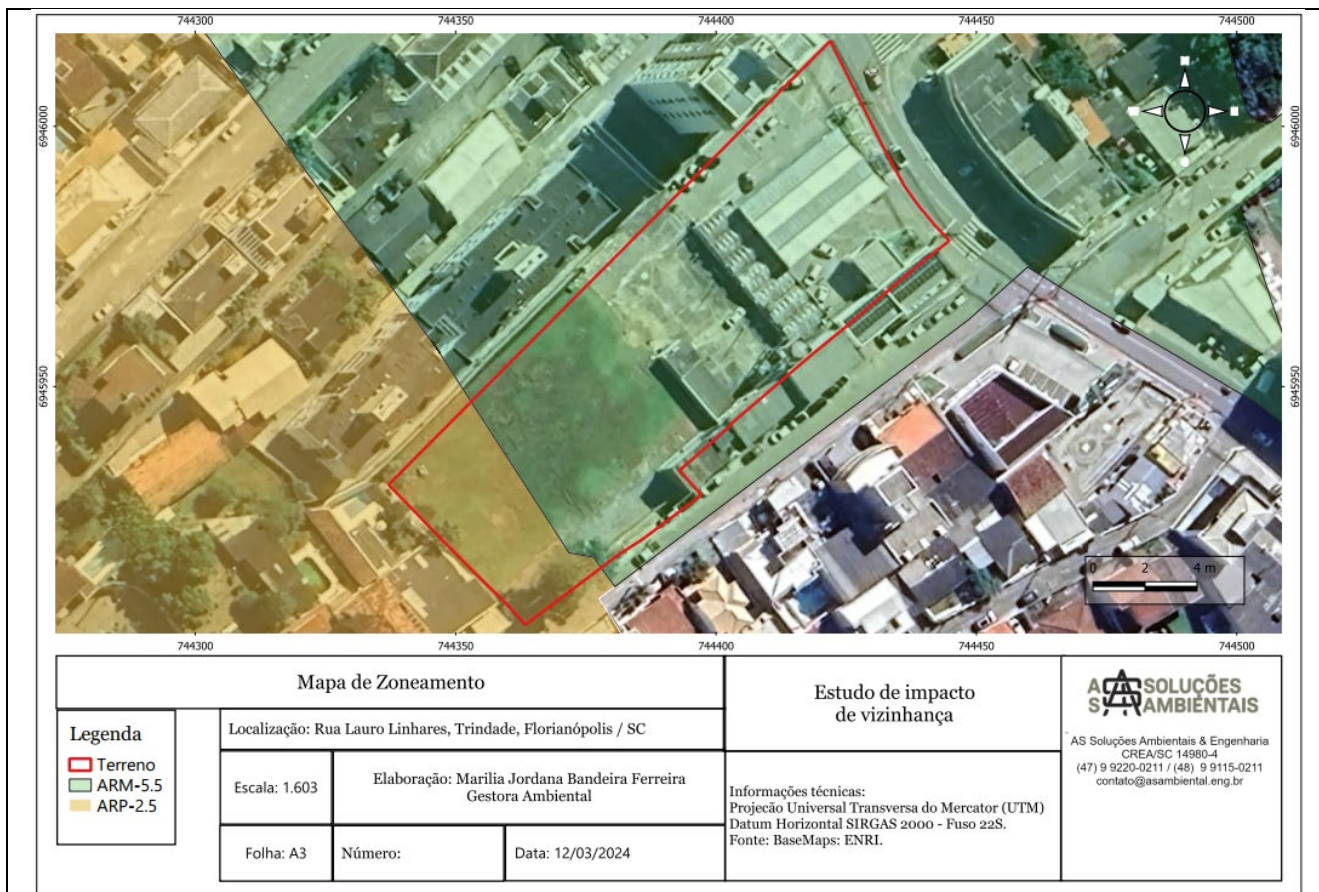 744300 744350 744400 744450 744500
6946000 6946000
6945950 6945950
0 2 4 m
744300 744350 744400 744450 744500
Mapa de Zoneamento
Legenda
Terreno
ARM-5.5
ARP-2.5
Localização: Rua Lauro Linhares, Trindade, Florianópolis / SC
Escala: 1.603
Elaboração: Marilia Jordana Bandeira Ferreira
Gestora Ambiental
Folha: A3
Número:
Data: 12/03/2024
Estudo de impacto
de vizinhança
Informações técnicas:
Projecão Universal Transversa do Mercator (UTM)
Datum Horizontal SIRGAS 2000 - Fuso 22S.
Fonte: BaseMaps: ENRI.
AS SOLUÇÕES
AMBIENTAIS
AS Soluções Ambientais & Engenharia
CREA/SC 14980-4
(47) 9 9220-0211 / (48) 9 9115-0211
contato@asambiental.eng.br